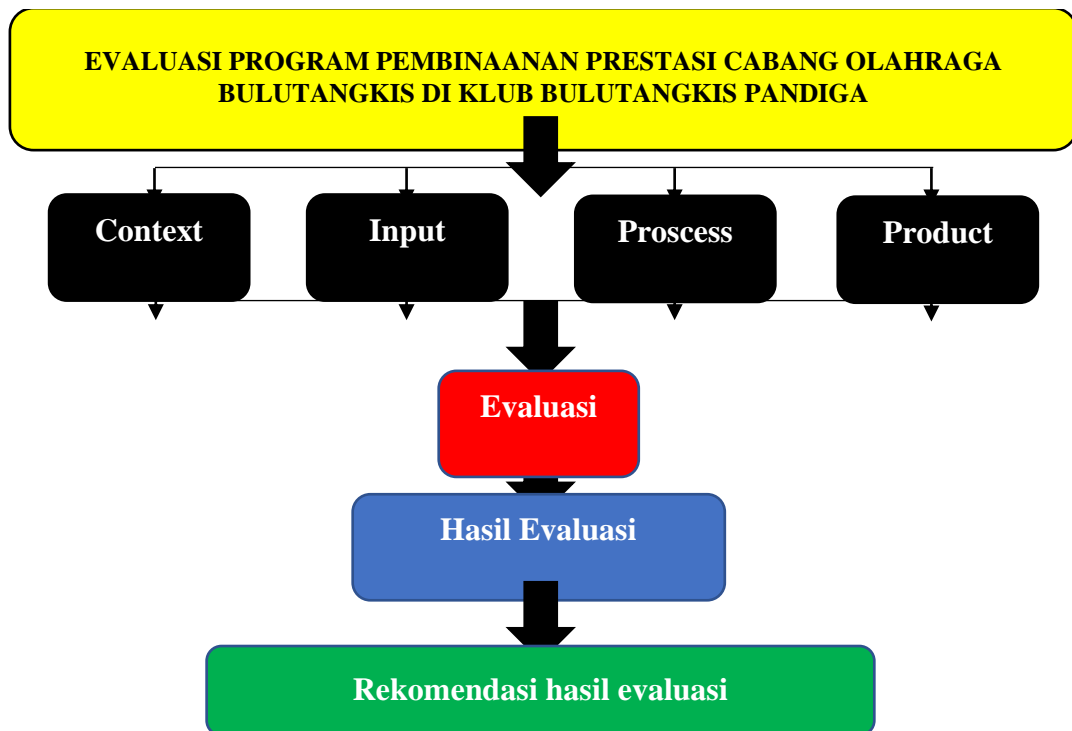 EVALUASI PROGRAM PEMBINAANAN PRESTASI CABANG OLAHRAGA
BULUTANGKIS DI KLUB BULUTANGKIS PANDIGA
Context
Input
Proscess
Product
Evaluasi
Hasil Evaluasi
Rekomendasi hasil evaluasi